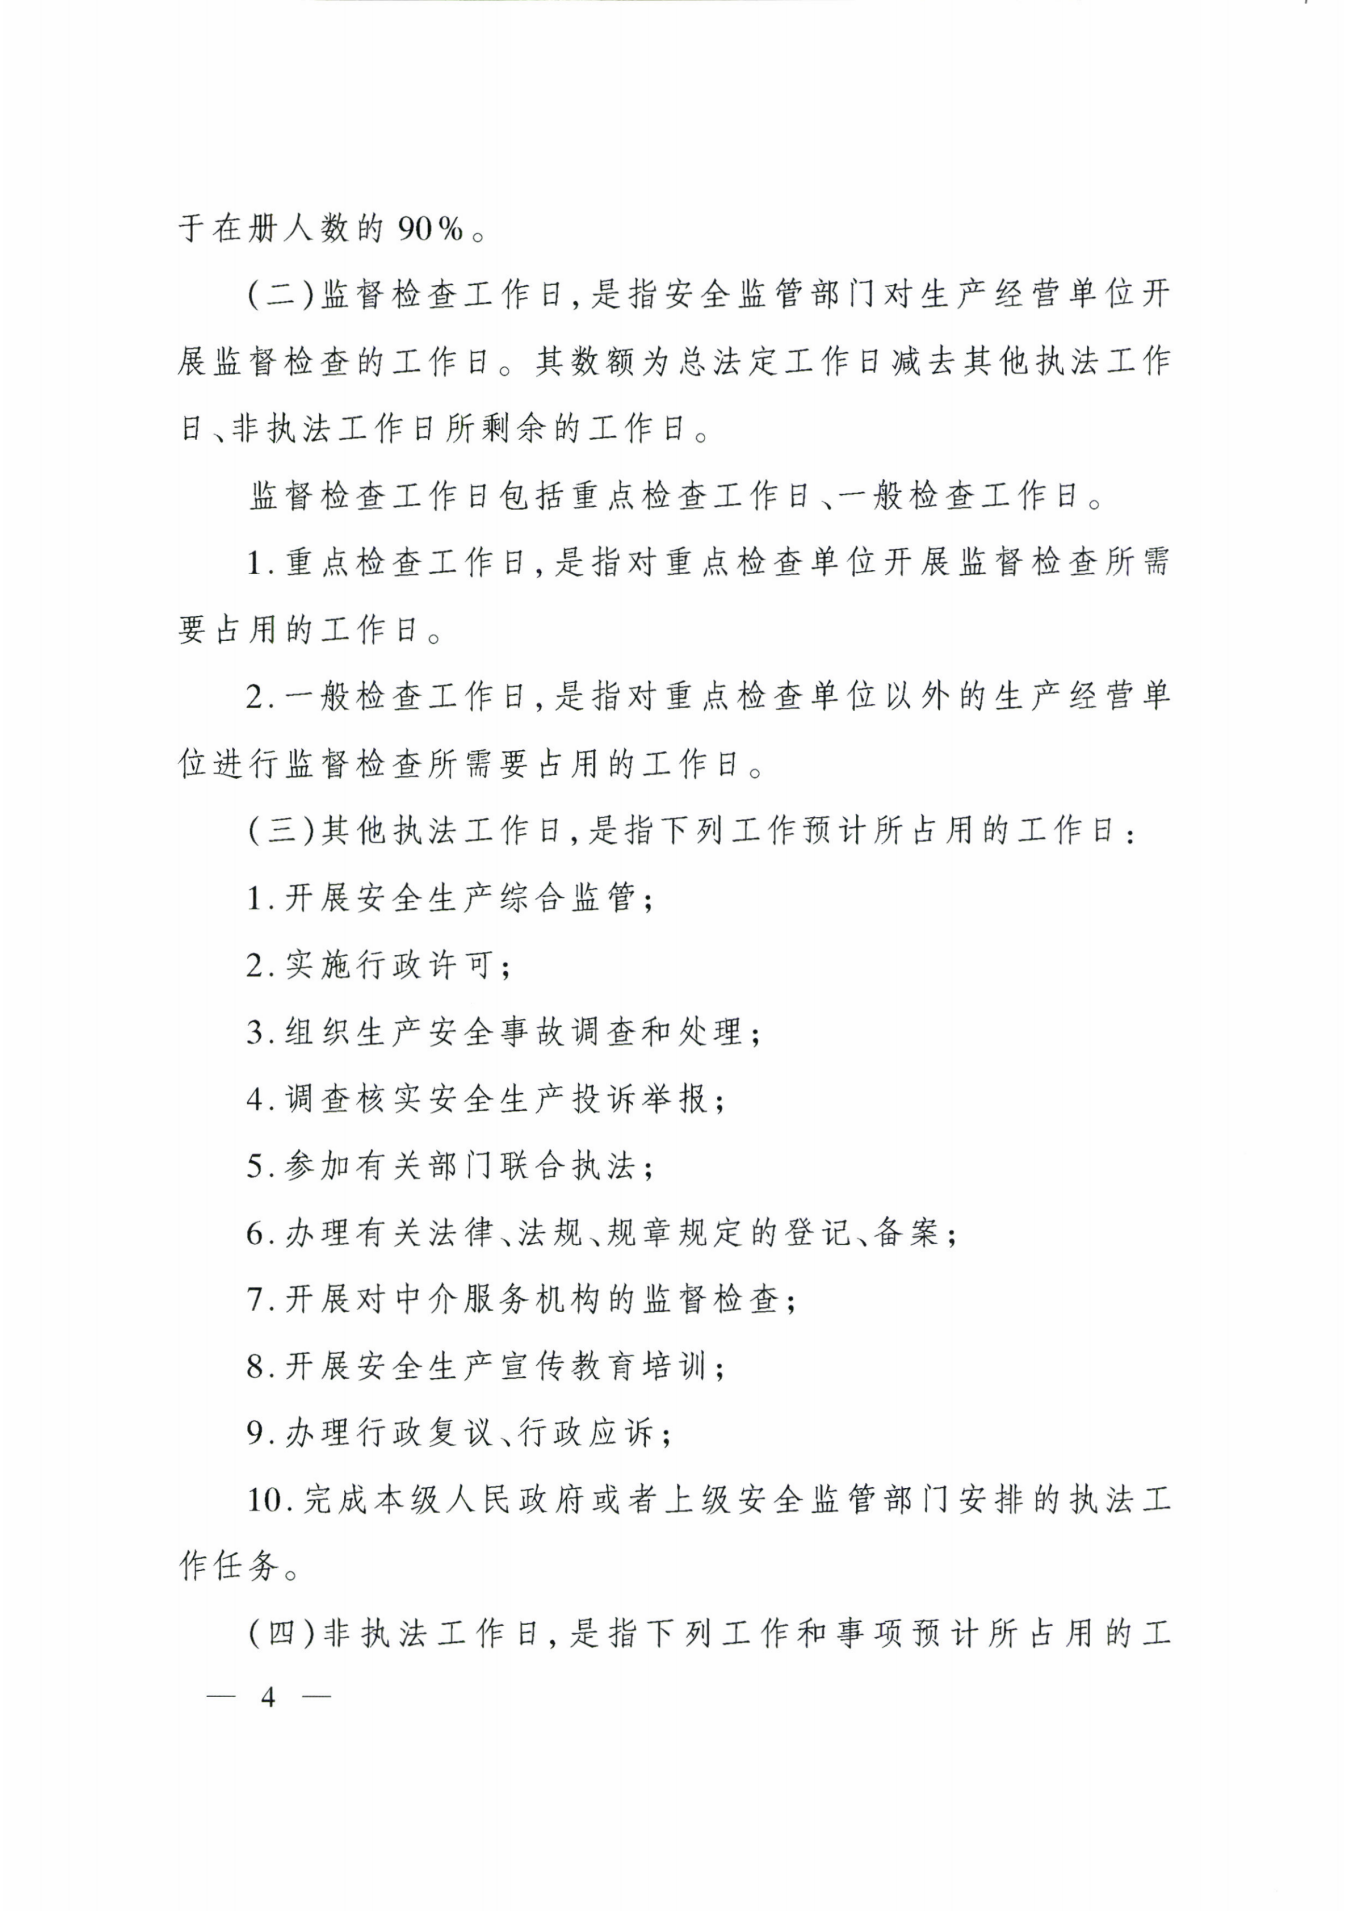 于在册人数的 90%。
(二)监督检查工作日,是指安全监管部门对生产经营单位开
展监督检查的工作日。其数额为总法定工作日减去其他执法工作
日、非执法工作日所剩余的工作日。
监督检查工作日包括重点检查工作日、一般检查工作日。
1.重点检查工作日,是指对重点检查单位开展监督检查所需
要占用的工作日。
2.一般检查工作日,是指对重点检查单位以外的生产经营单
位进行监督检查所需要占用的工作日。
(三)其他执法工作日,是指下列工作预计所占用的工作日:
1.开展安全生产综合监管;
2.实施行政许可;
3.组织生产安全事故调查和处理;
4.调查核实安全生产投诉举报;
5.参加有关部门联合执法;
6.办理有关法律、法规、规章规定的登记、备案;
7.开展对中介服务机构的监督检查;
8.开展安全生产宣传教育培训;
9.办理行政复议、行政应诉;
10.完成本级人民政府或者上级安全监管部门安排的执法工
作任务。
(四)非执法工作日,是指下列工作和事项预计所占用的工
— 4 —